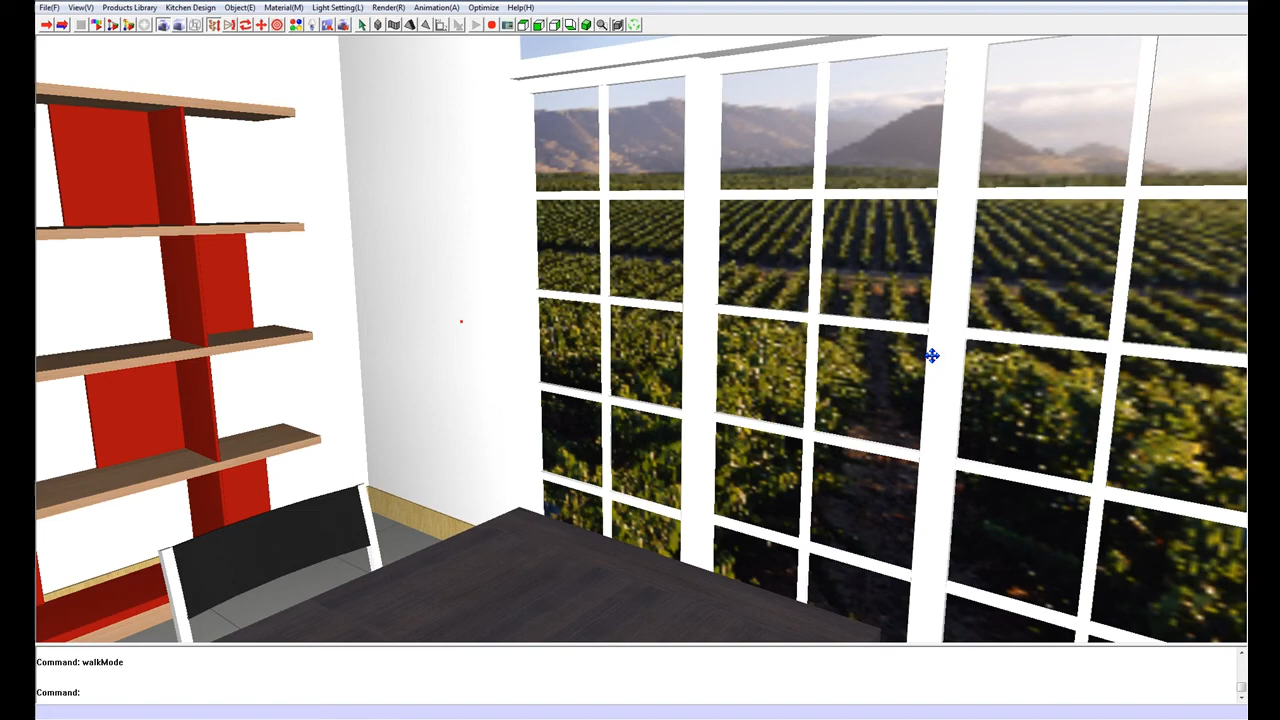 File(F) View(V) Products Library Kitchen Design Object(E) Material(M) Light Setting(L) Render(R) Animation(A) Optimize Help(H)
Command: walkMode
Command: